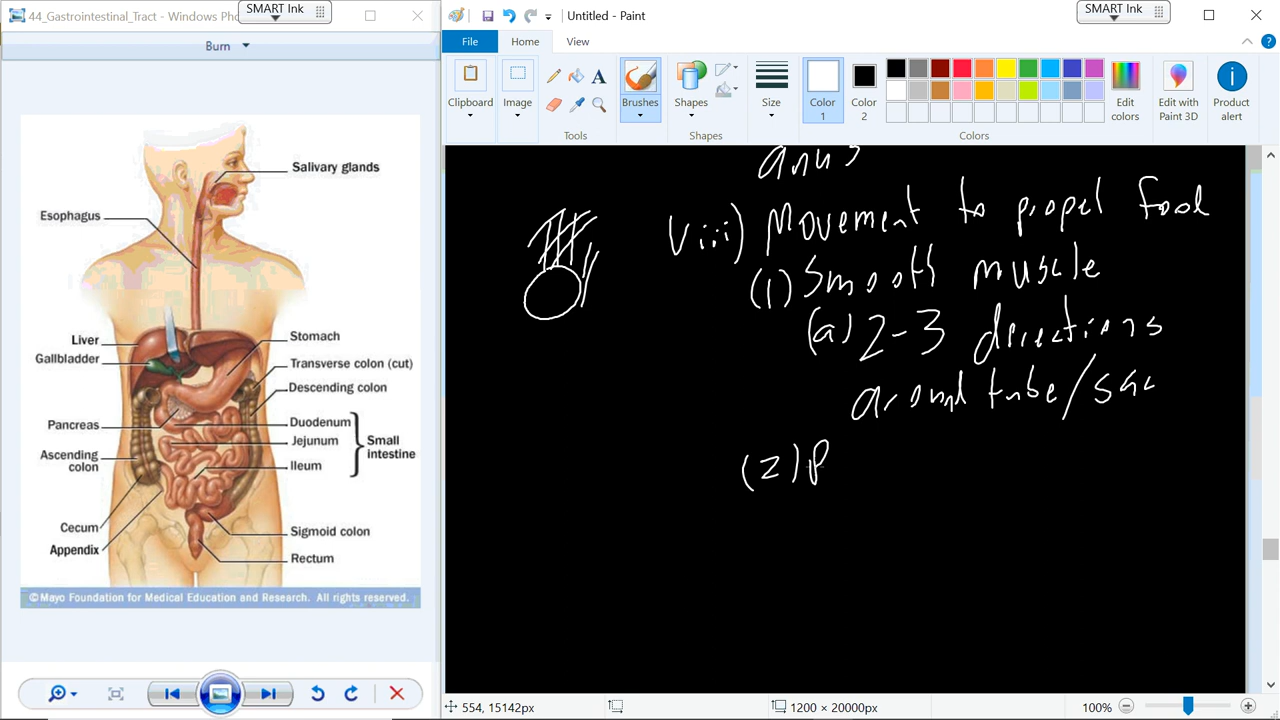 44_Gastrointestinal_Tract - Windows Pho
SMART Ink
Burn
Salivary glands
Esophagus
Liver
Gallbladder
Stomach
Transverse colon (cut)
Descending colon
Pancreas
Duodenum
Jejunum
Ileum
Small
intestine
Ascending
colon
Cecum
Appendix
Sigmoid colon
Rectum
©Mayo Foundation for Medical Education and Research. All rights reserved.
Untitled - Paint
SMART Ink
File
Home
View
Clipboard
Image
Tools
Brushes
Shapes
Shapes
Size
Color
1
Color
2
Colors
Edit
colors
Edit with
Paint 3D
Product
alert
anus
viii) Movement to propel food
(1) Smooth muscle
(a) 2-3 directions
around tube/sac
(2) P
554, 15142px
1200 × 20000px
100%